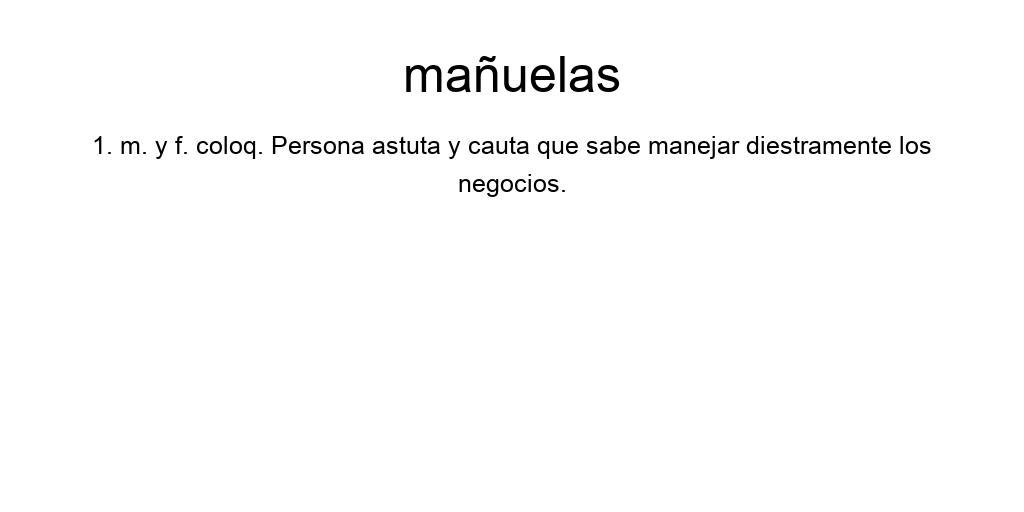 mañuelas
1. m. y f. coloq. Persona astuta y cauta que sabe manejar diestramente los
negocios.